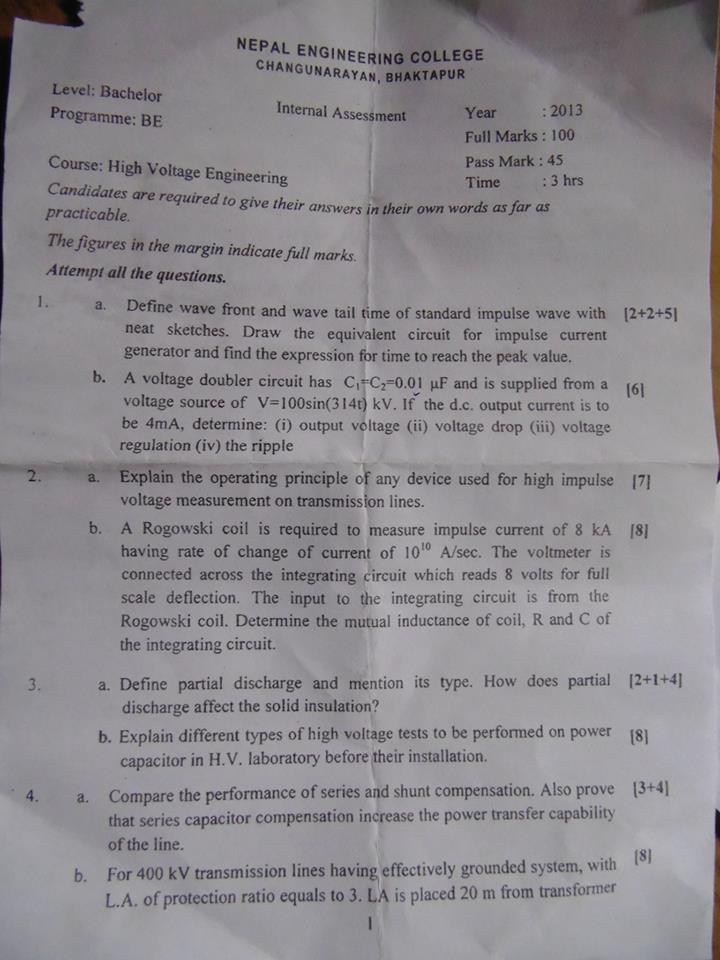 NEPAL ENGINEERING COLLEGE
CHANGUNARAYAN, BHAKTAPUR
Level: Bachelor
Programme: BE
Internal Assessment
Year : 2013
Full Marks : 100
Pass Mark : 45
Time : 3 hrs
Course: High Voltage Engineering
Candidates are required to give their answers in their own words as far as
practicable.
The figures in the margin indicate full marks.
Attempt all the questions.
1. a. Define wave front and wave tail time of standard impulse wave with [2+2+5]
neat sketches. Draw the equivalent circuit for impulse current
generator and find the expression for time to reach the peak value.
b. A voltage doubler circuit has C₁=C₂=0.01 μF and is supplied from a [6]
voltage source of V=100sin(314t) kV. If the d.c. output current is to
be 4mA, determine: (i) output voltage (ii) voltage drop (iii) voltage
regulation (iv) the ripple
2. a. Explain the operating principle of any device used for high impulse [7]
voltage measurement on transmission lines.
b. A Rogowski coil is required to measure impulse current of 8 kA [8]
having rate of change of current of 10¹⁰ A/sec. The voltmeter is
connected across the integrating circuit which reads 8 volts for full
scale deflection. The input to the integrating circuit is from the
Rogowski coil. Determine the mutual inductance of coil, R and C of
the integrating circuit.
3. a. Define partial discharge and mention its type. How does partial [2+1+4]
discharge affect the solid insulation?
b. Explain different types of high voltage tests to be performed on power [8]
capacitor in H.V. laboratory before their installation.
4. a. Compare the performance of series and shunt compensation. Also prove [3+4]
that series capacitor compensation increase the power transfer capability
of the line.
b. For 400 kV transmission lines having effectively grounded system, with [8]
L.A. of protection ratio equals to 3. LA is placed 20 m from transformer
1